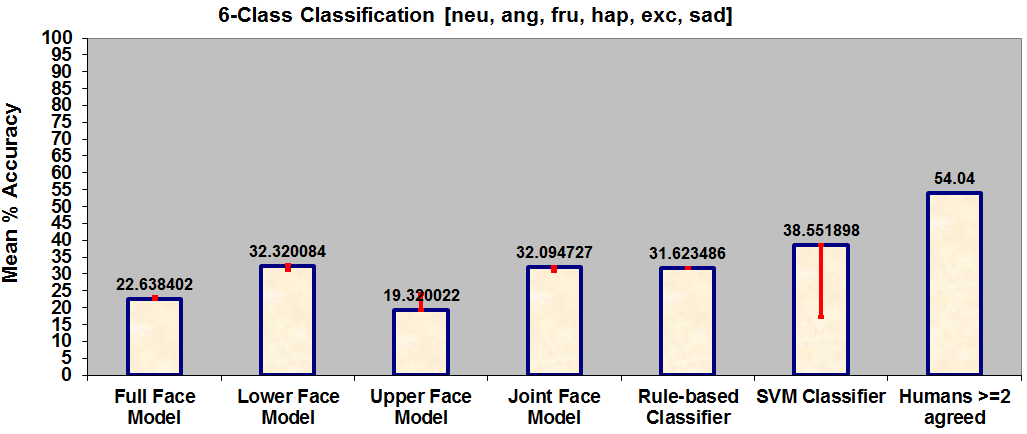 6-Class Classification [neu, ang, fru, hap, exc, sad]
Mean % Accuracy
100
95
90
85
80
75
70
65
60
55
50
45
40
35
30
25
20
15
10
5
0
22.638402
32.320084
19.320022
32.094727
31.623486
38.551898
54.04
Full Face
Model
Lower Face
Model
Upper Face
Model
Joint Face
Model
Rule-based
Classifier
SVM Classifier
Humans >=2
agreed